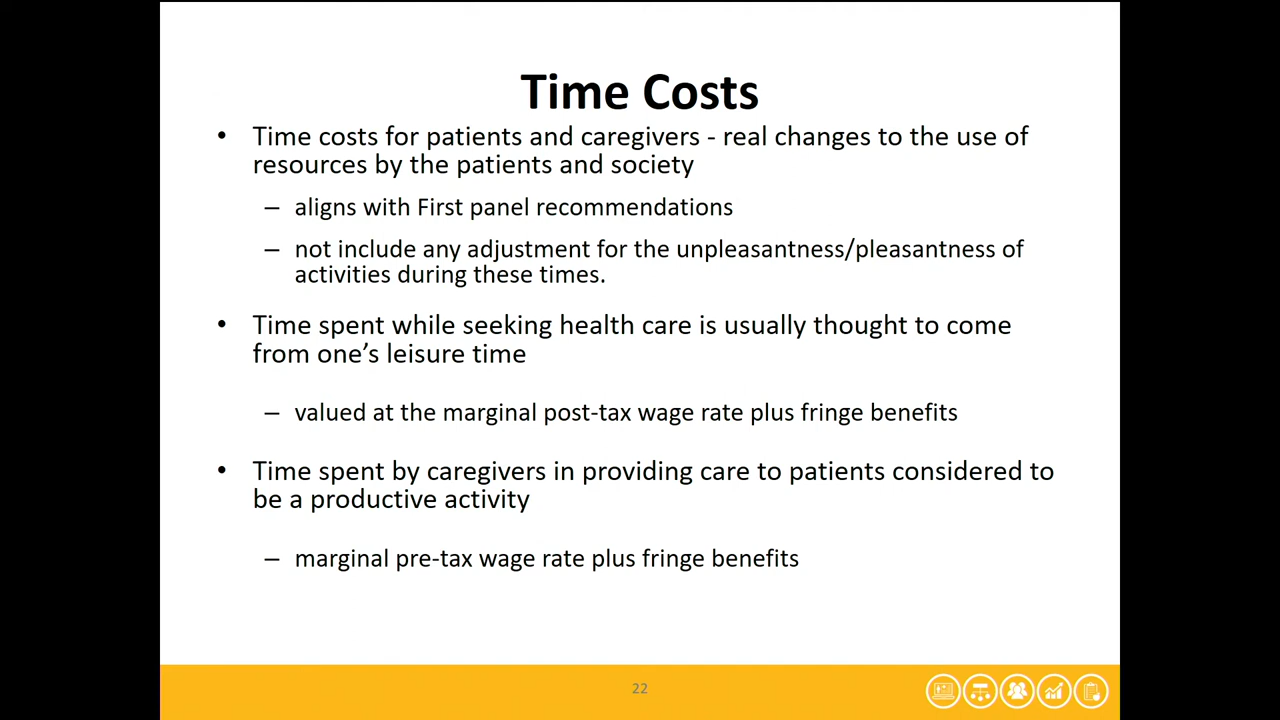 Time Costs
• Time costs for patients and caregivers - real changes to the use of
resources by the patients and society
– aligns with First panel recommendations
– not include any adjustment for the unpleasantness/pleasantness of
activities during these times.
• Time spent while seeking health care is usually thought to come
from one’s leisure time
– valued at the marginal post-tax wage rate plus fringe benefits
• Time spent by caregivers in providing care to patients considered to
be a productive activity
– marginal pre-tax wage rate plus fringe benefits
22